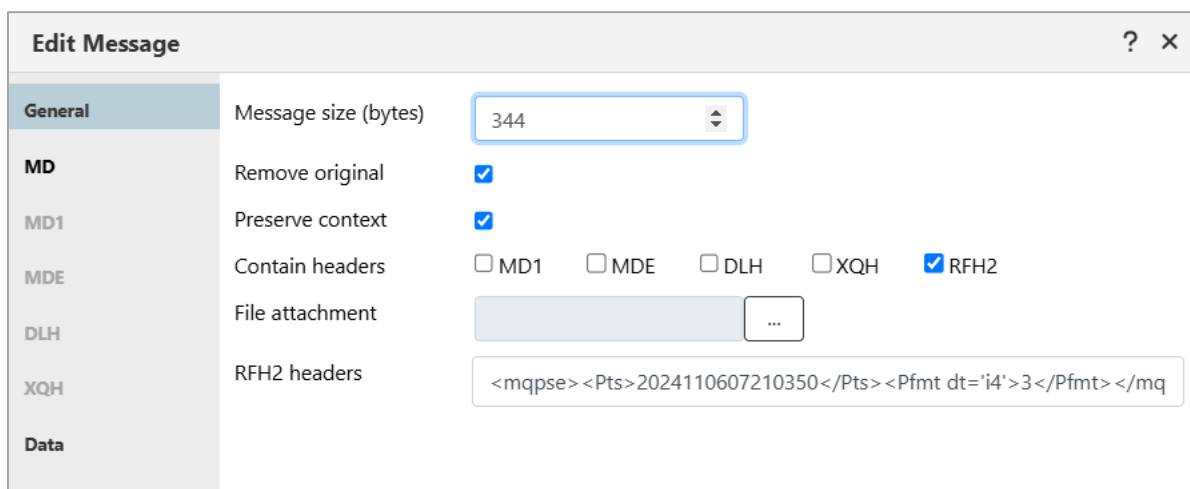 Edit Message ? ×
General
MD
MD1
MDE
DLH
XQH
Data
Message size (bytes) 344
Remove original
Preserve context
Contain headers MD1 MDE DLH XQH RFH2
File attachment ...
RFH2 headers <mqpse><Pts>2024110607210350</Pts><Pfmt dt='i4'>3</Pfmt></mq